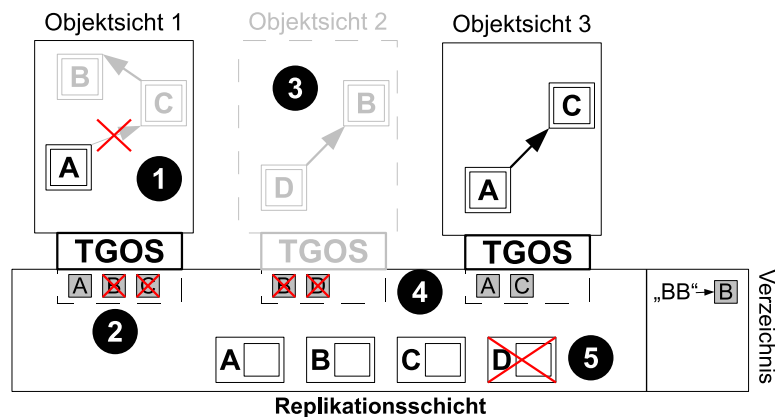 Objektsicht 1 Objektsicht 2 Objektsicht 3
B C A 1
3 B D
C A
TGOS TGOS TGOS
A B C B D A C
2 4
„BB“ B
Verzeichnis
A B C D 5
Replikationsschicht